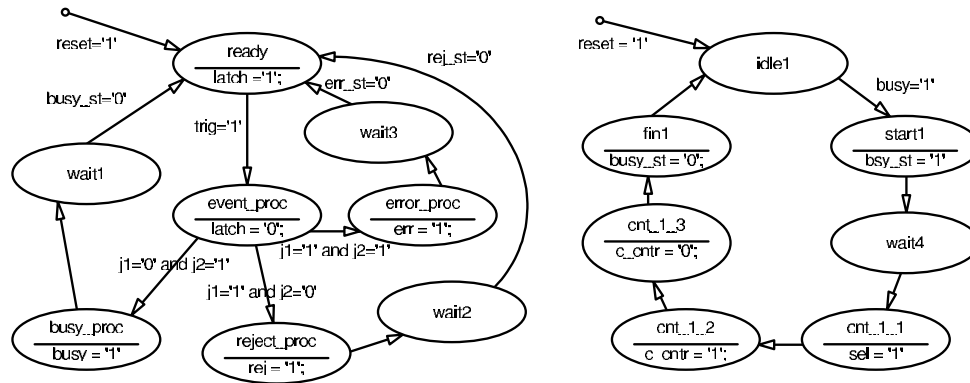 reset='1'
ready
latch ='1';
rej_st='0'
busy_st='0'
err_st='0'
trig='1'
wait3
wait1
event_proc
latch = '0';
error_proc
err = '1';
j1='1' and j2='1'
j1='0' and j2='1'
j1='1' and j2='0'
wait2
busy_proc
busy = '1'
reject_proc
rej = '1';
reset = '1'
idle1
busy='1'
fin1
busy_st = '0';
start1
bsy_st = '1'
cnt_1_3
c_cntr = '0';
wait4
cnt_1_2
c_cntr = '1';
cnt_1_1
sel = '1'